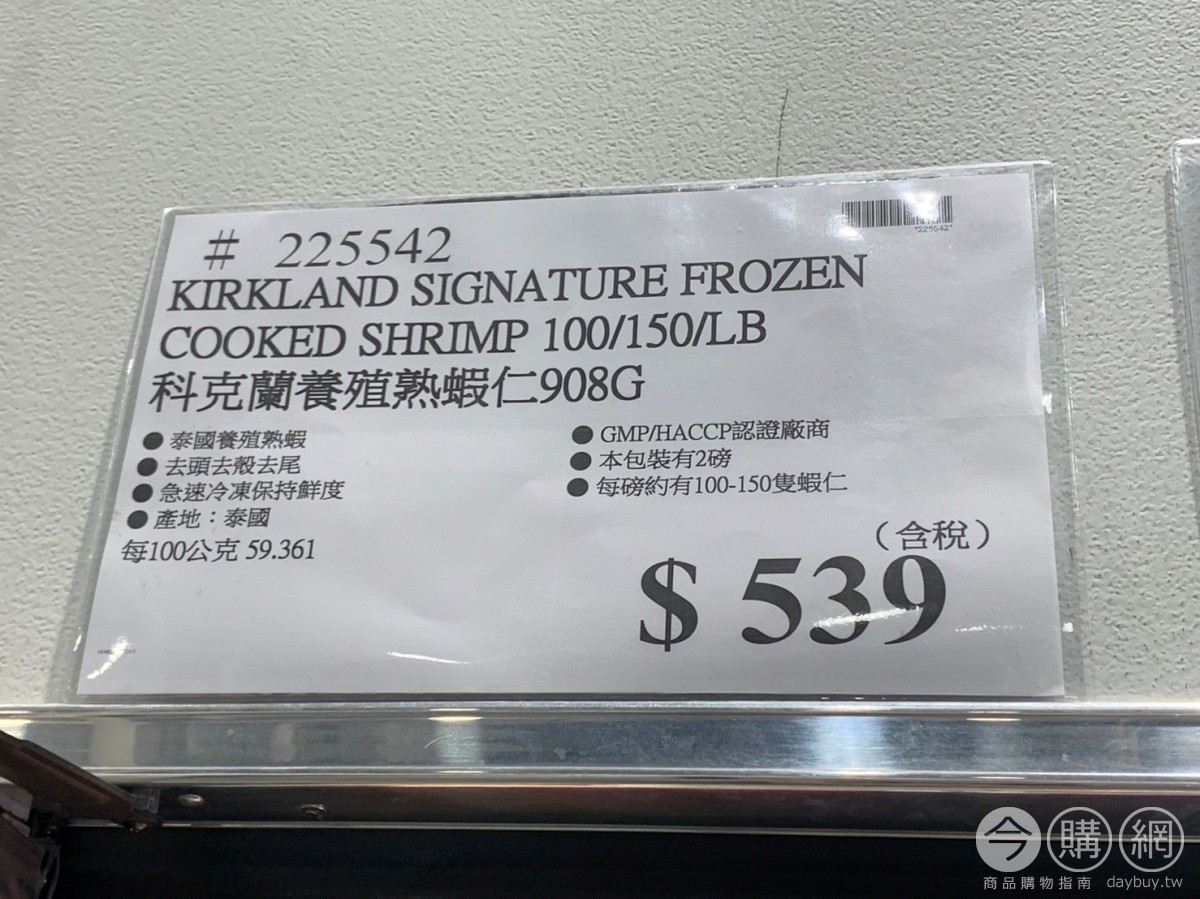 # 225542
*225542*
KIRKLAND SIGNATURE FROZEN
COOKED SHRIMP 100/150/LB
科克蘭養殖熟蝦仁908G
● 泰國養殖熟蝦
● 去頭去殼去尾
● 急速冷凍保持鮮度
● 產地：泰國
每100公克 59.361
● GMP/HACCP認證廠商
● 本包裝有2磅
● 每磅約有100-150隻蝦仁
（含稅）
$ 539
今購網
商品購物指南 daybuy.tw